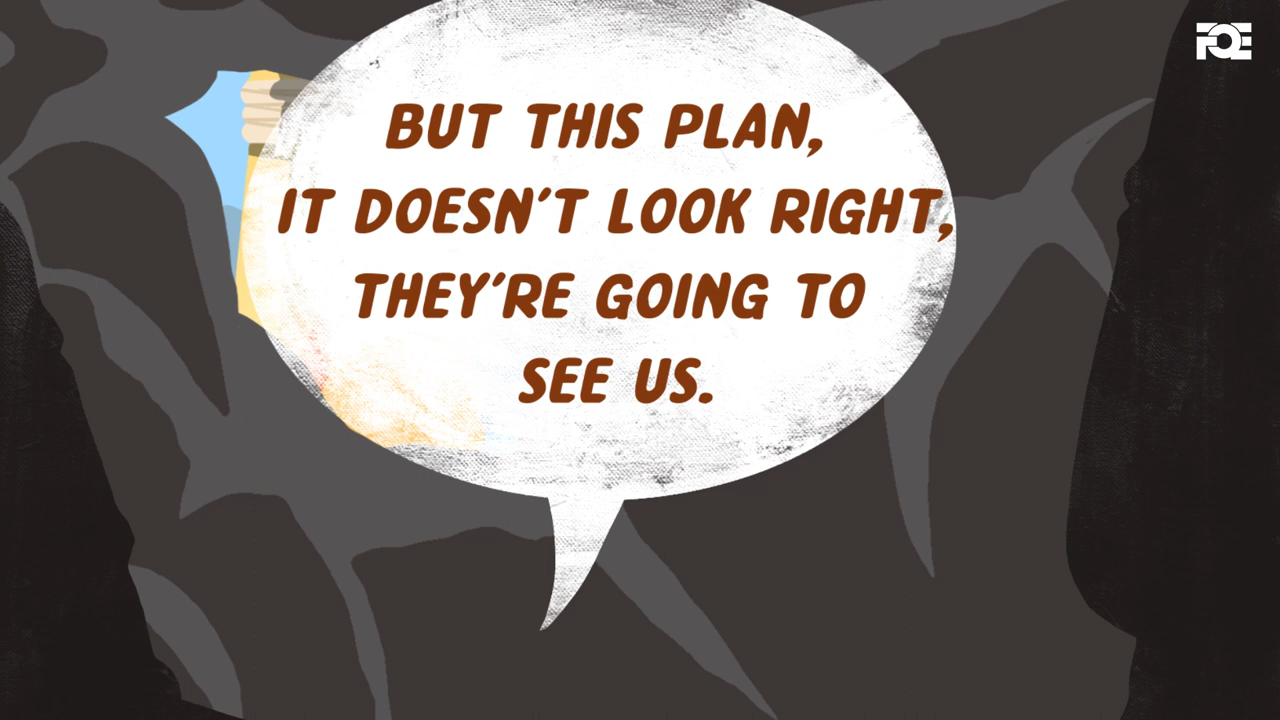 BUT THIS PLAN,
IT DOESN'T LOOK RIGHT,
THEY'RE GOING TO
SEE US.
FOE